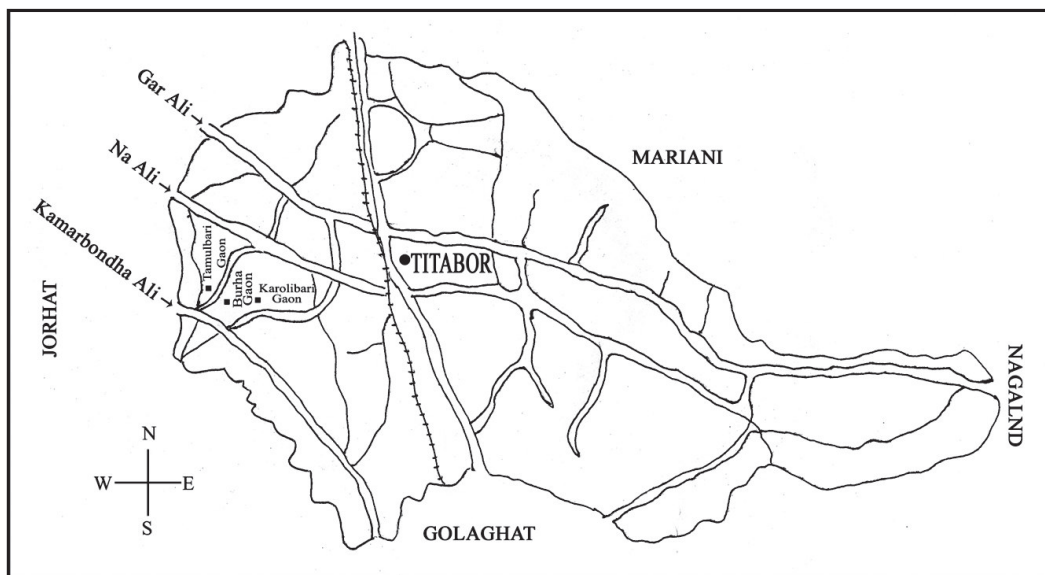 Gar Ali →
Na Ali →
Kamarbondha Ali →
MARIANI
TITABOR
Tamulbari
Gaon
Burha
Gaon
Karolibari
Gaon
JORHAT
NAGALND
N
W E
S
GOLAGHAT